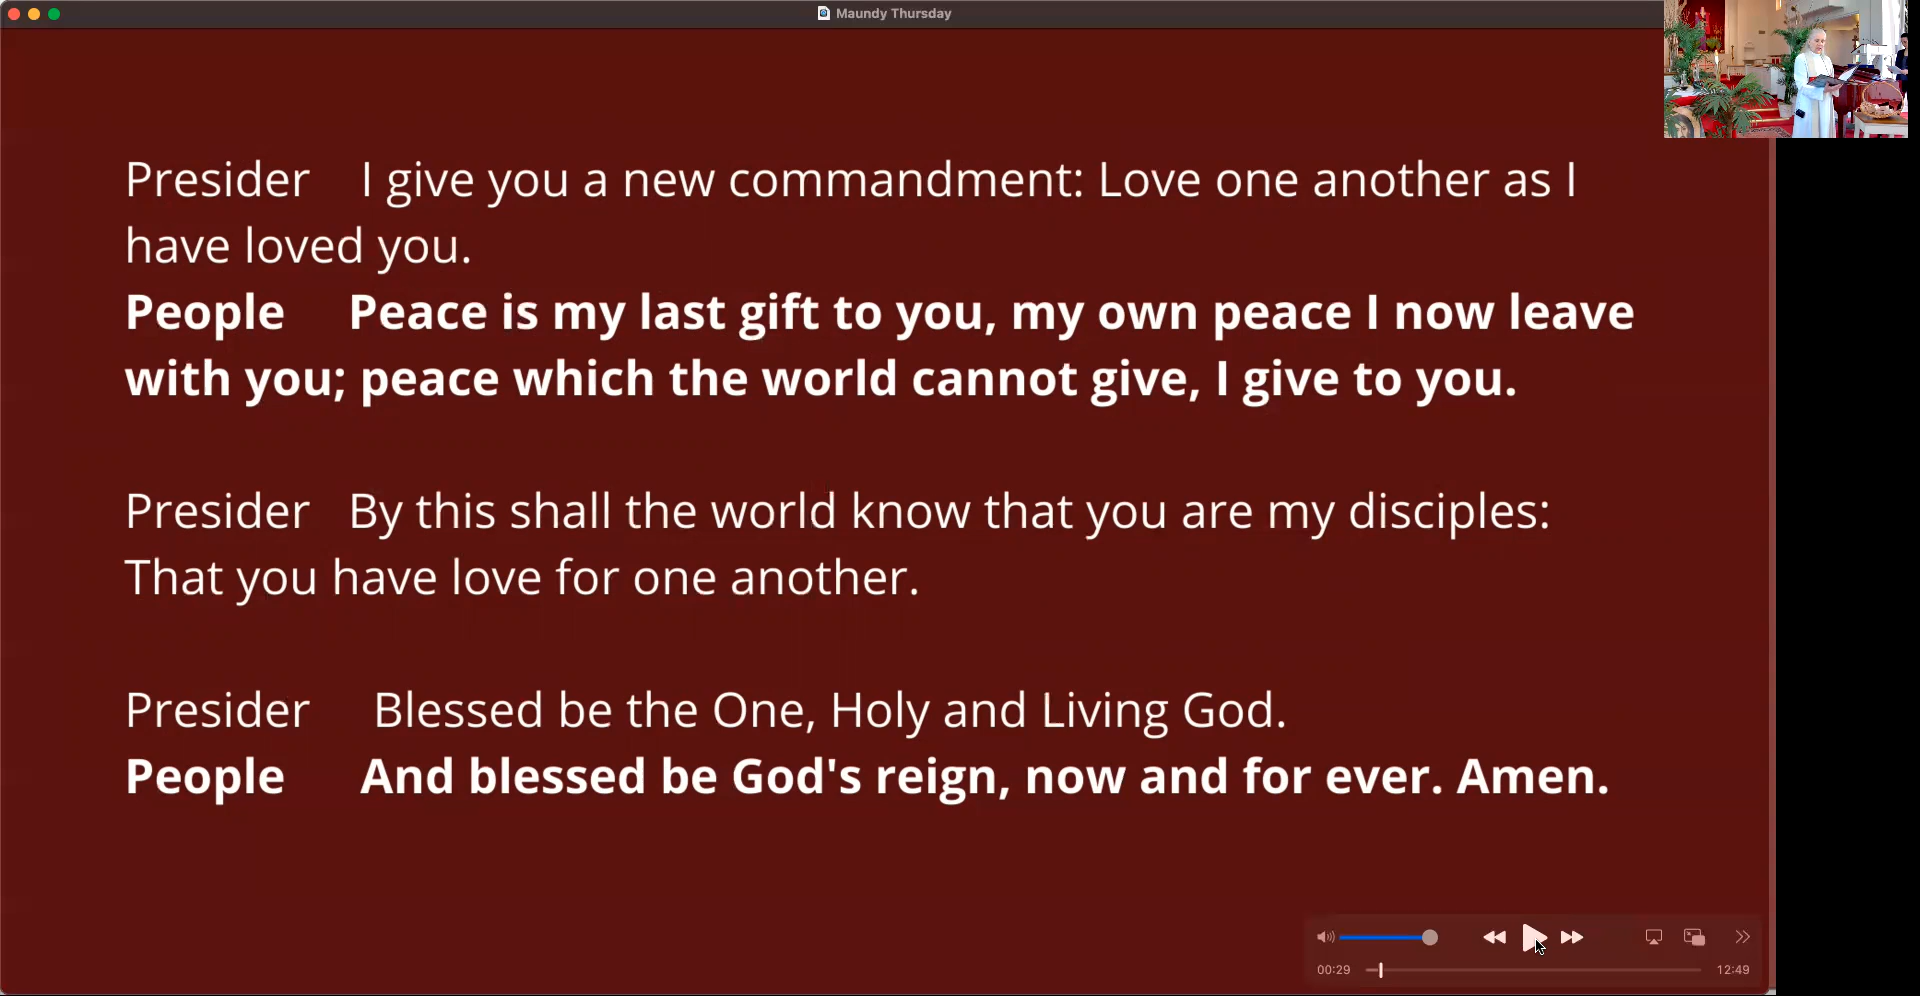 Maundy Thursday
Presider I give you a new commandment: Love one another as I
have loved you.
People Peace is my last gift to you, my own peace I now leave
with you; peace which the world cannot give, I give to you.
Presider By this shall the world know that you are my disciples:
That you have love for one another.
Presider Blessed be the One, Holy and Living God.
People And blessed be God's reign, now and for ever. Amen.
00:29 12:49